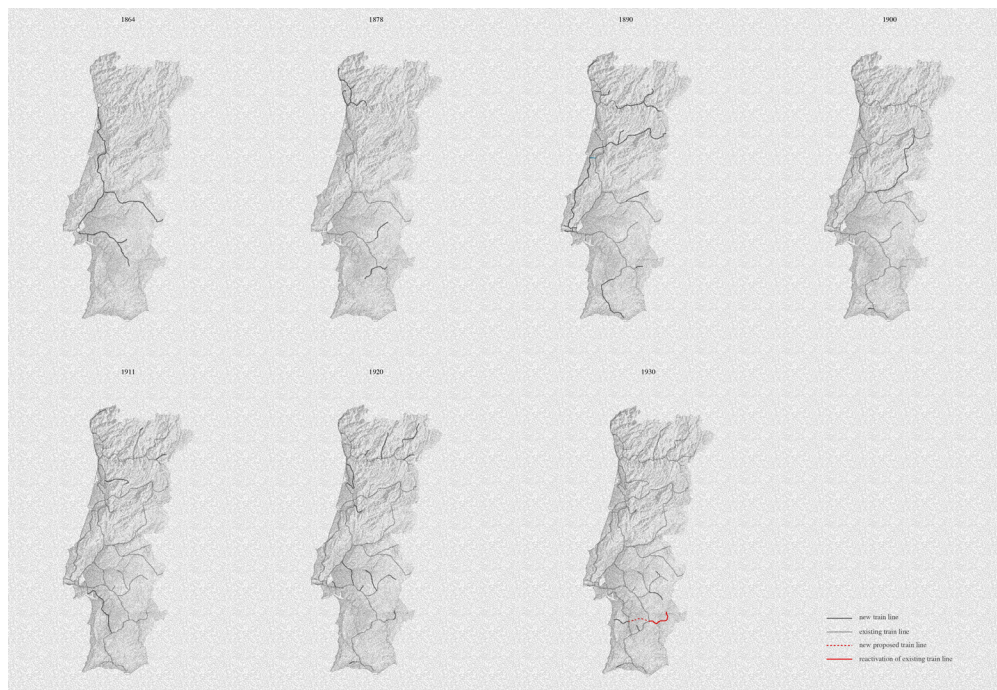 1864
1878
1890
1900
1911
1920
1930
new train line
existing train line
new proposed train line
reactivation of existing train line